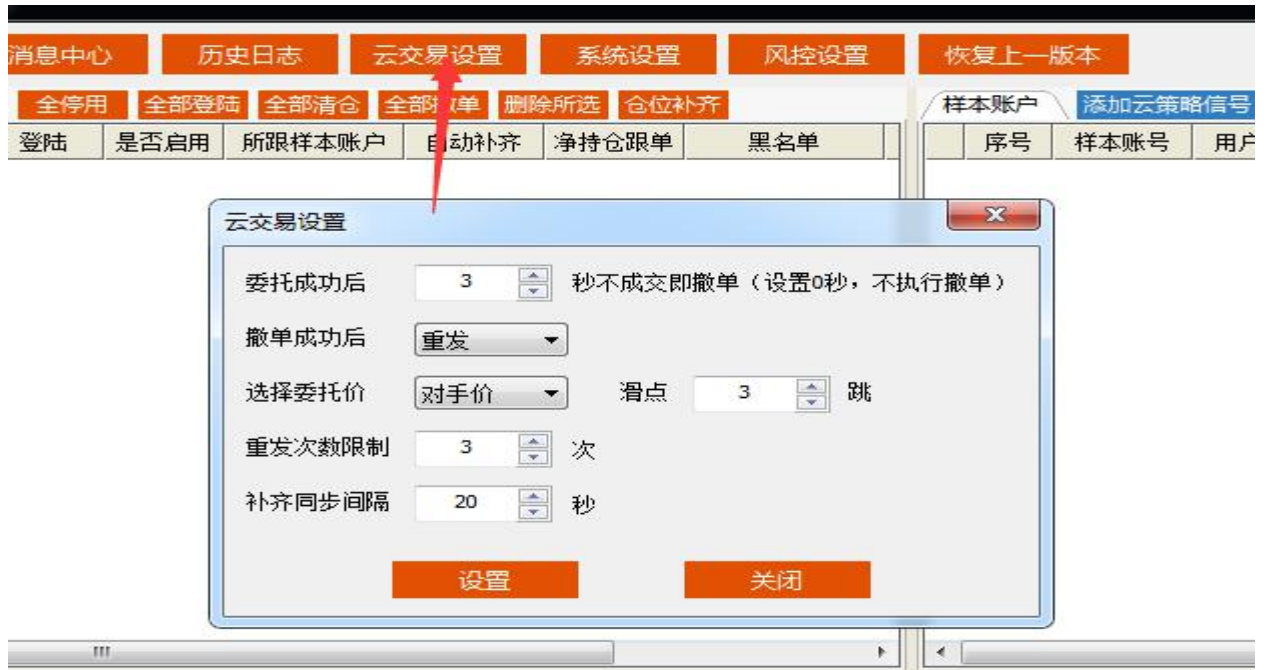 消息中心 历史日志 云交易设置 系统设置 风控设置 恢复上一版本
全停用 全部登陆 全部清仓 全部撤单 删除所选 仓位补齐 样本账户 添加云策略信号
登陆 是否启用 所跟样本账户 自动补齐 净持仓跟单 黑名单 序号 样本账号 用户
云交易设置
委托成功后 3 秒不成交即撤单（设置0秒，不执行撤单）
撤单成功后 重发
选择委托价 对手价 滑点 3 跳
重发次数限制 3 次
补齐同步间隔 20 秒
设置 关闭